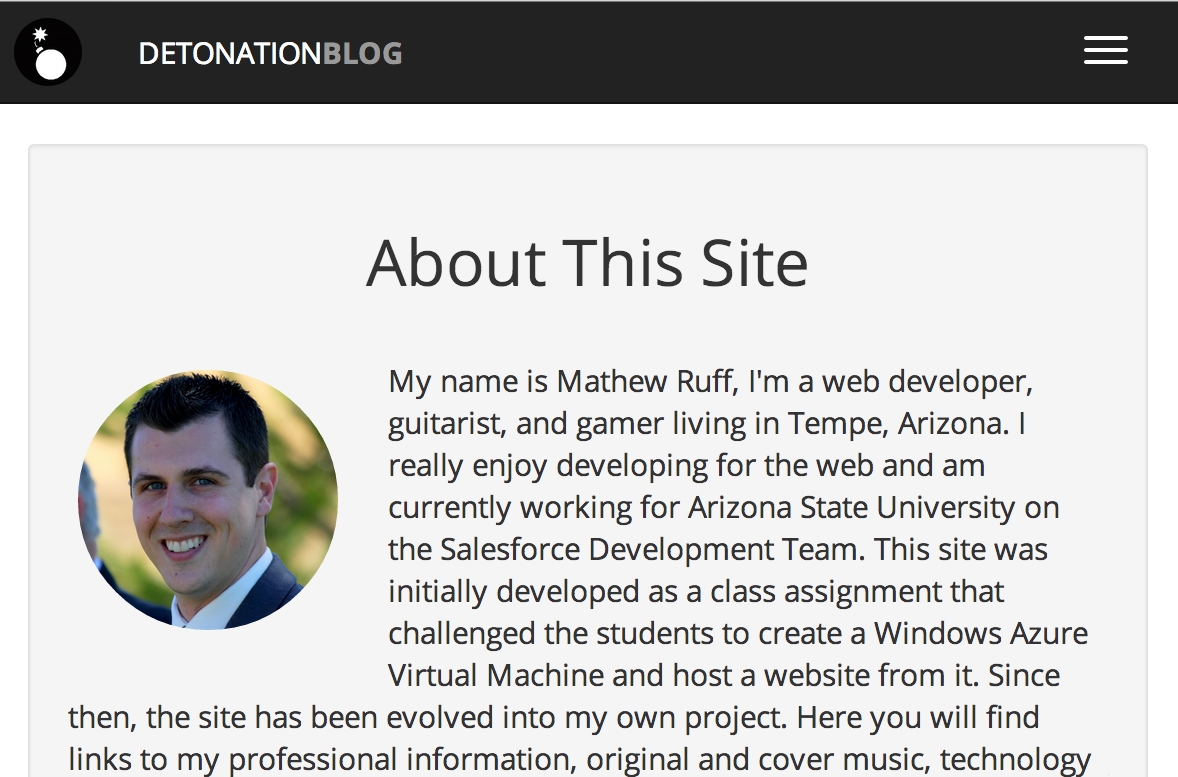 DETONATIONBLOG
About This Site
My name is Mathew Ruff, I'm a web developer,
guitarist, and gamer living in Tempe, Arizona. I
really enjoy developing for the web and am
currently working for Arizona State University on
the Salesforce Development Team. This site was
initially developed as a class assignment that
challenged the students to create a Windows Azure
Virtual Machine and host a website from it. Since
then, the site has been evolved into my own project. Here you will find
links to my professional information, original and cover music, technology